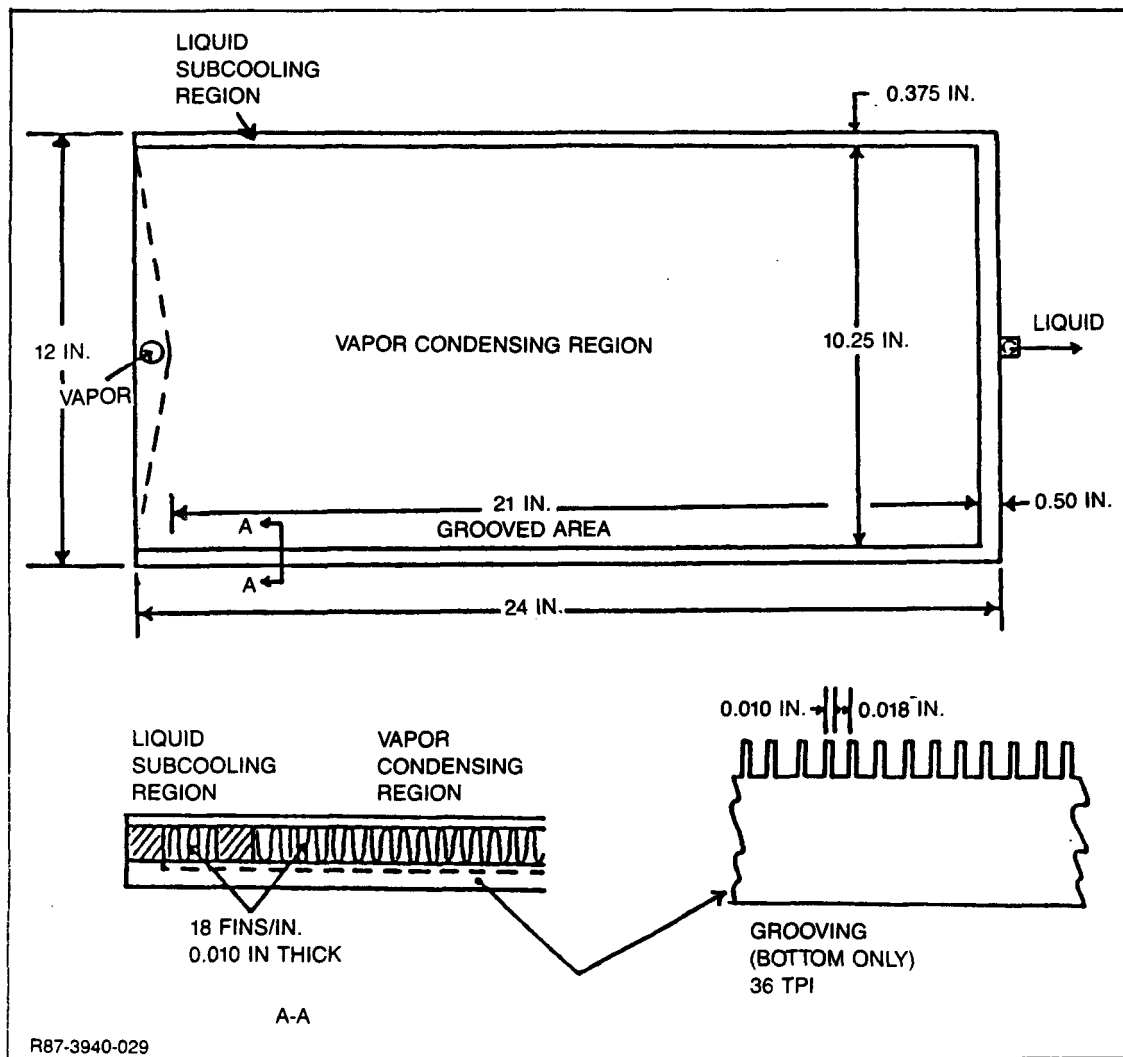 LIQUID
SUBCOOLING
REGION
0.375 IN.
12 IN.
VAPOR
VAPOR CONDENSING REGION
10.25 IN.
LIQUID
21 IN.
GROOVED AREA
0.50 IN.
A
A
24 IN.
LIQUID
SUBCOOLING
REGION
VAPOR
CONDENSING
REGION
18 FINS/IN.
0.010 IN THICK
A-A
0.010 IN.
0.018 IN.
GROOVING
(BOTTOM ONLY)
36 TPI
R87-3940-029